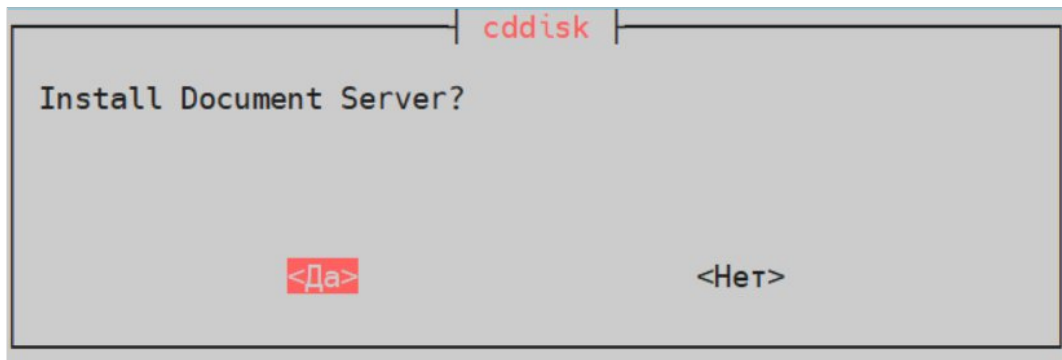 cddisk
Install Document Server?
<Да> <Нет>